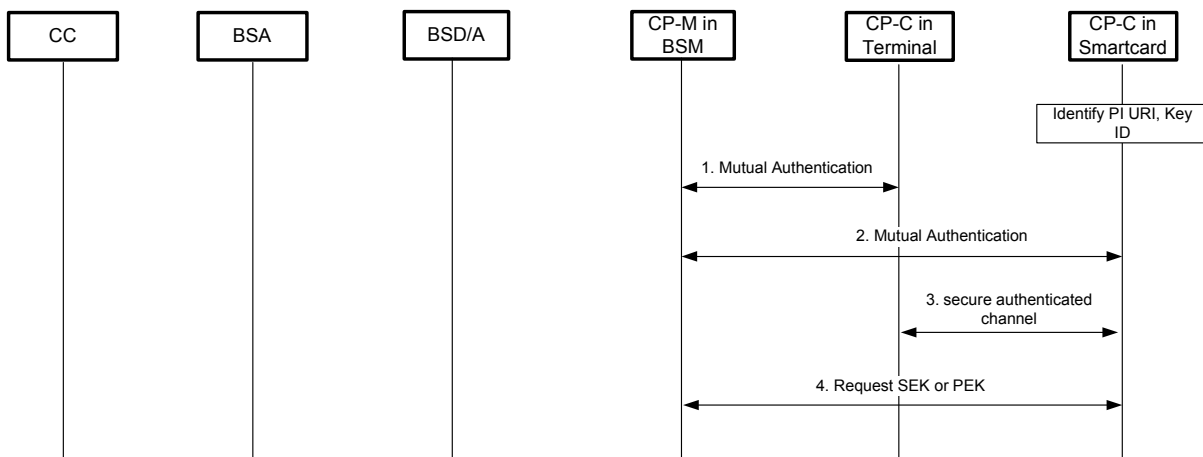 CC
BSA
BSD/A
CP-M in
BSM
CP-C in
Terminal
CP-C in
Smartcard
Identify PI URI, Key
ID
1. Mutual Authentication
2. Mutual Authentication
3. secure authenticated
channel
4. Request SEK or PEK